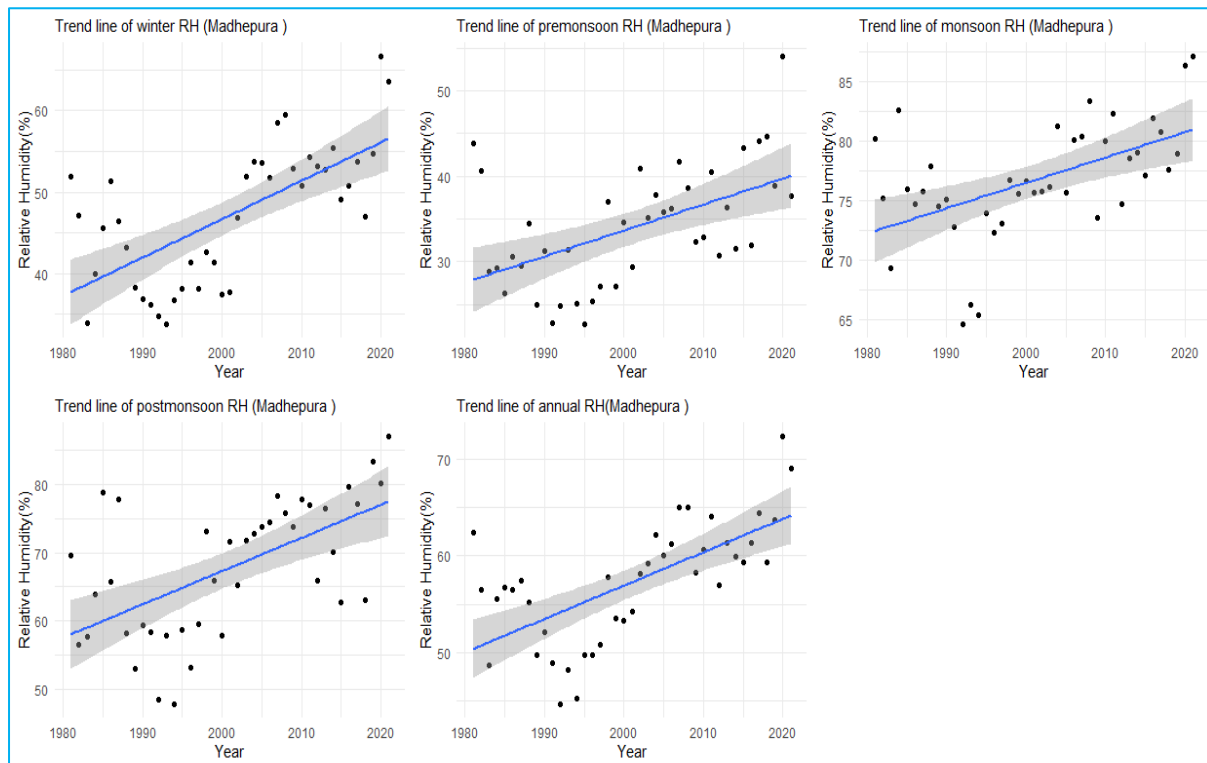 Trend line of winter RH (Madhepura )
Relative Humidity(%)
60
50
40
1980 1990 2000 2010 2020
Year
Trend line of premonsoon RH (Madhepura )
Relative Humidity(%)
50
40
30
1980 1990 2000 2010 2020
Year
Trend line of monsoon RH (Madhepura )
Relative Humidity(%)
85
80
75
70
65
1980 1990 2000 2010 2020
Year
Trend line of postmonsoon RH (Madhepura )
Relative Humidity(%)
80
70
60
50
1980 1990 2000 2010 2020
Year
Trend line of annual RH(Madhepura )
Relative Humidity(%)
70
60
50
1980 1990 2000 2010 2020
Year